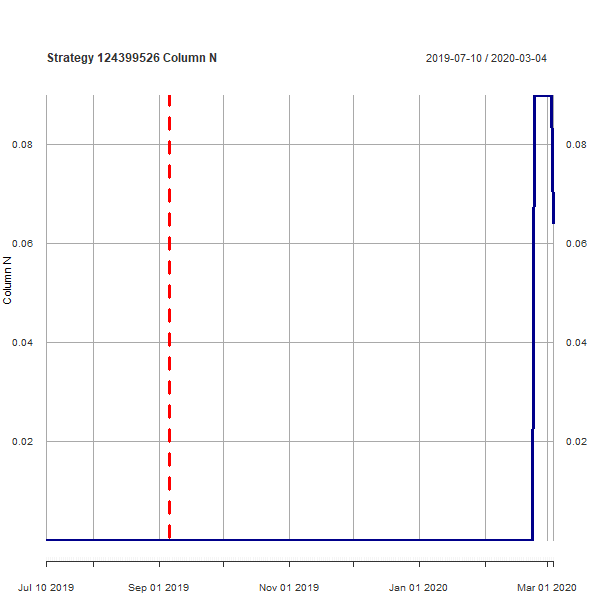 Strategy 124399526 Column N
2019-07-10 / 2020-03-04
0.08
0.08
0.06
0.06
Column N
0.04
0.04
0.02
0.02
Jul 10 2019
Sep 01 2019
Nov 01 2019
Jan 01 2020
Mar 01 2020